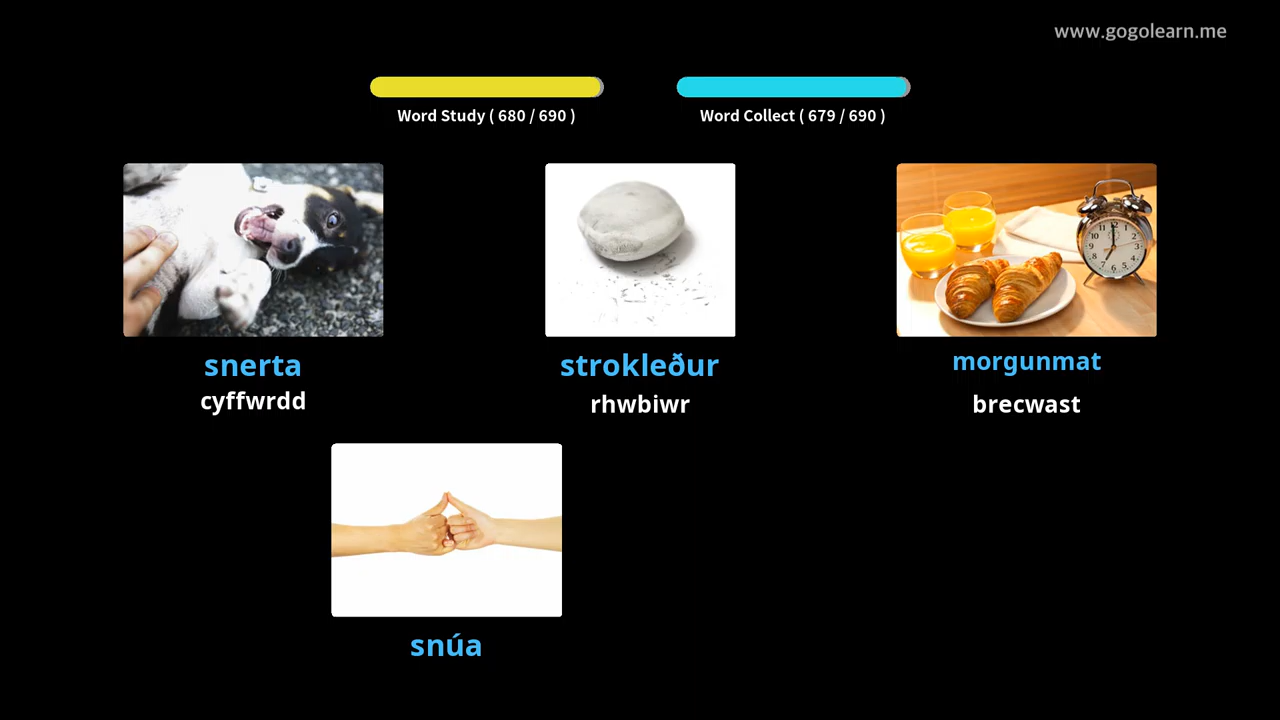 www.gogolearn.me
Word Study ( 680 / 690 )
Word Collect ( 679 / 690 )
snerta
cyffwrdd
strokleður
rhwbiwr
morgunmat
brecwast
snúa